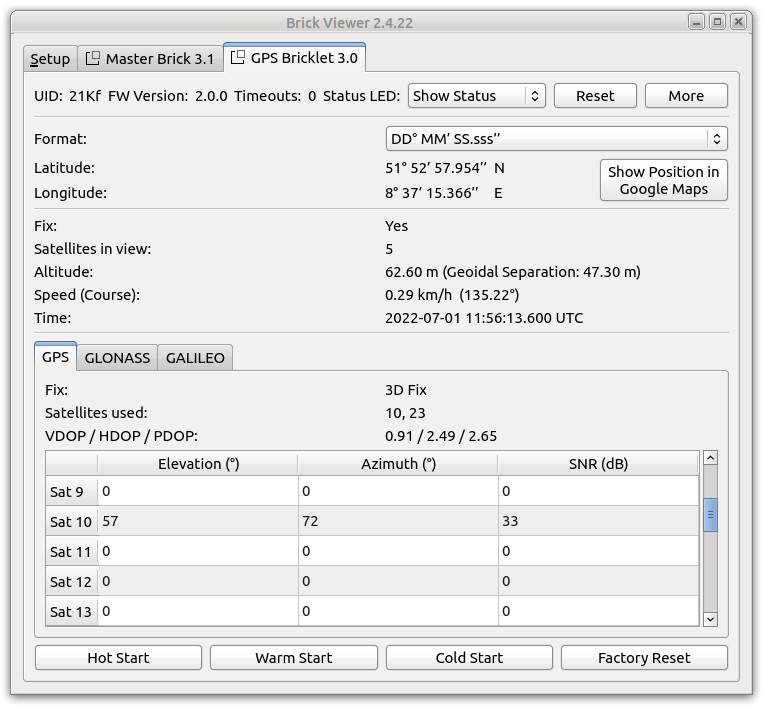 Brick Viewer 2.4.22
Setup Master Brick 3.1 GPS Bricklet 3.0
UID: 21Kf FW Version: 2.0.0 Timeouts: 0 Status LED: Show Status Reset More
Format: DD° MM’ SS.sss’’
Latitude: 51° 52’ 57.954’’ N
Longitude: 8° 37’ 15.366’’ E
Show Position in
Google Maps
Fix: Yes
Satellites in view: 5
Altitude: 62.60 m (Geoidal Separation: 47.30 m)
Speed (Course): 0.29 km/h (135.22°)
Time: 2022-07-01 11:56:13.600 UTC
GPS GLONASS GALILEO
Fix: 3D Fix
Satellites used: 10, 23
VDOP / HDOP / PDOP: 0.91 / 2.49 / 2.65
Elevation (°) Azimuth (°) SNR (dB)
Sat 9 0 0 0
Sat 10 57 72 33
Sat 11 0 0 0
Sat 12 0 0 0
Sat 13 0 0 0
Hot Start Warm Start Cold Start Factory Reset